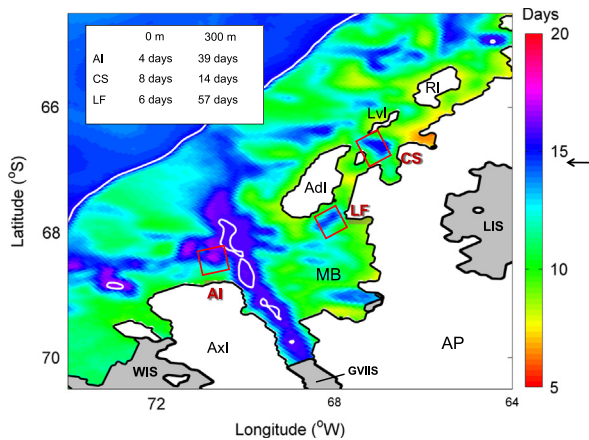 Days
0 m 300 m
AI 4 days 39 days
CS 8 days 14 days
LF 6 days 57 days
20
15
10
5
66
68
70
72
68
64
Latitude (°S)
Longitude (°W)
RI
LvI
CS
AdI
LF
LIS
MB
AI
AxI
AP
WIS
GVIIS